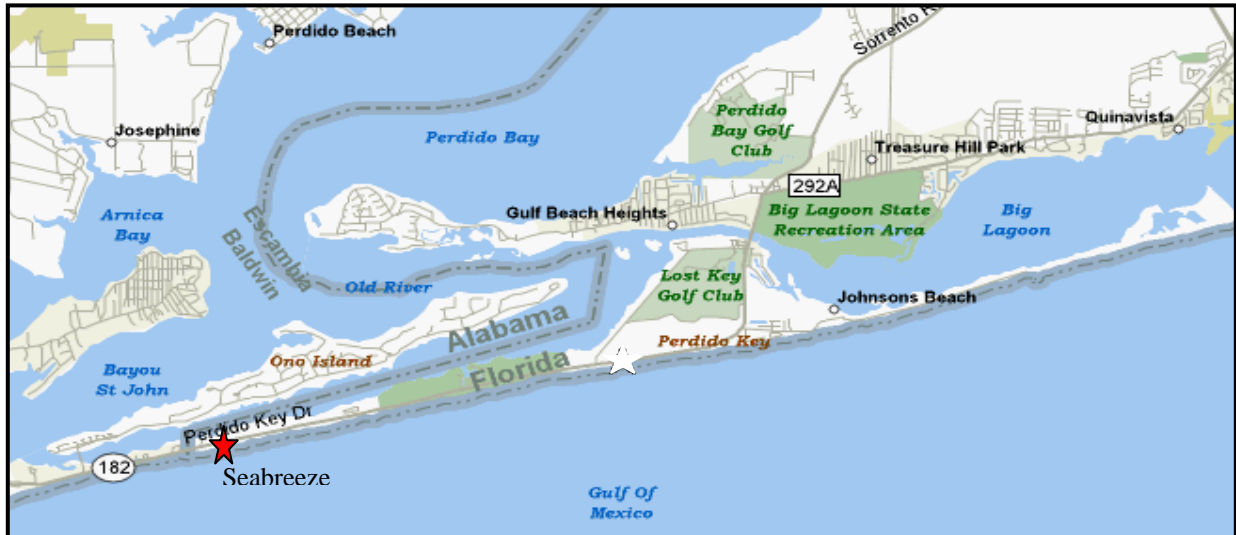 Perdido Beach
Sorrento R
Josephine
Perdido Bay
Perdido
Bay Golf
Club
Quinavista
Treasure Hill Park
292A
Arnica
Bay
Escambia
Baldwin
Gulf Beach Heights
Big Lagoon State
Recreation Area
Big
Lagoon
Old River
Lost Key
Golf Club
Johnsons Beach
Alabama
Florida
Ono Island
Perdido Key
Bayou
St John
Perdido Key Dr
182
Seabreeze
Gulf Of
Mexico